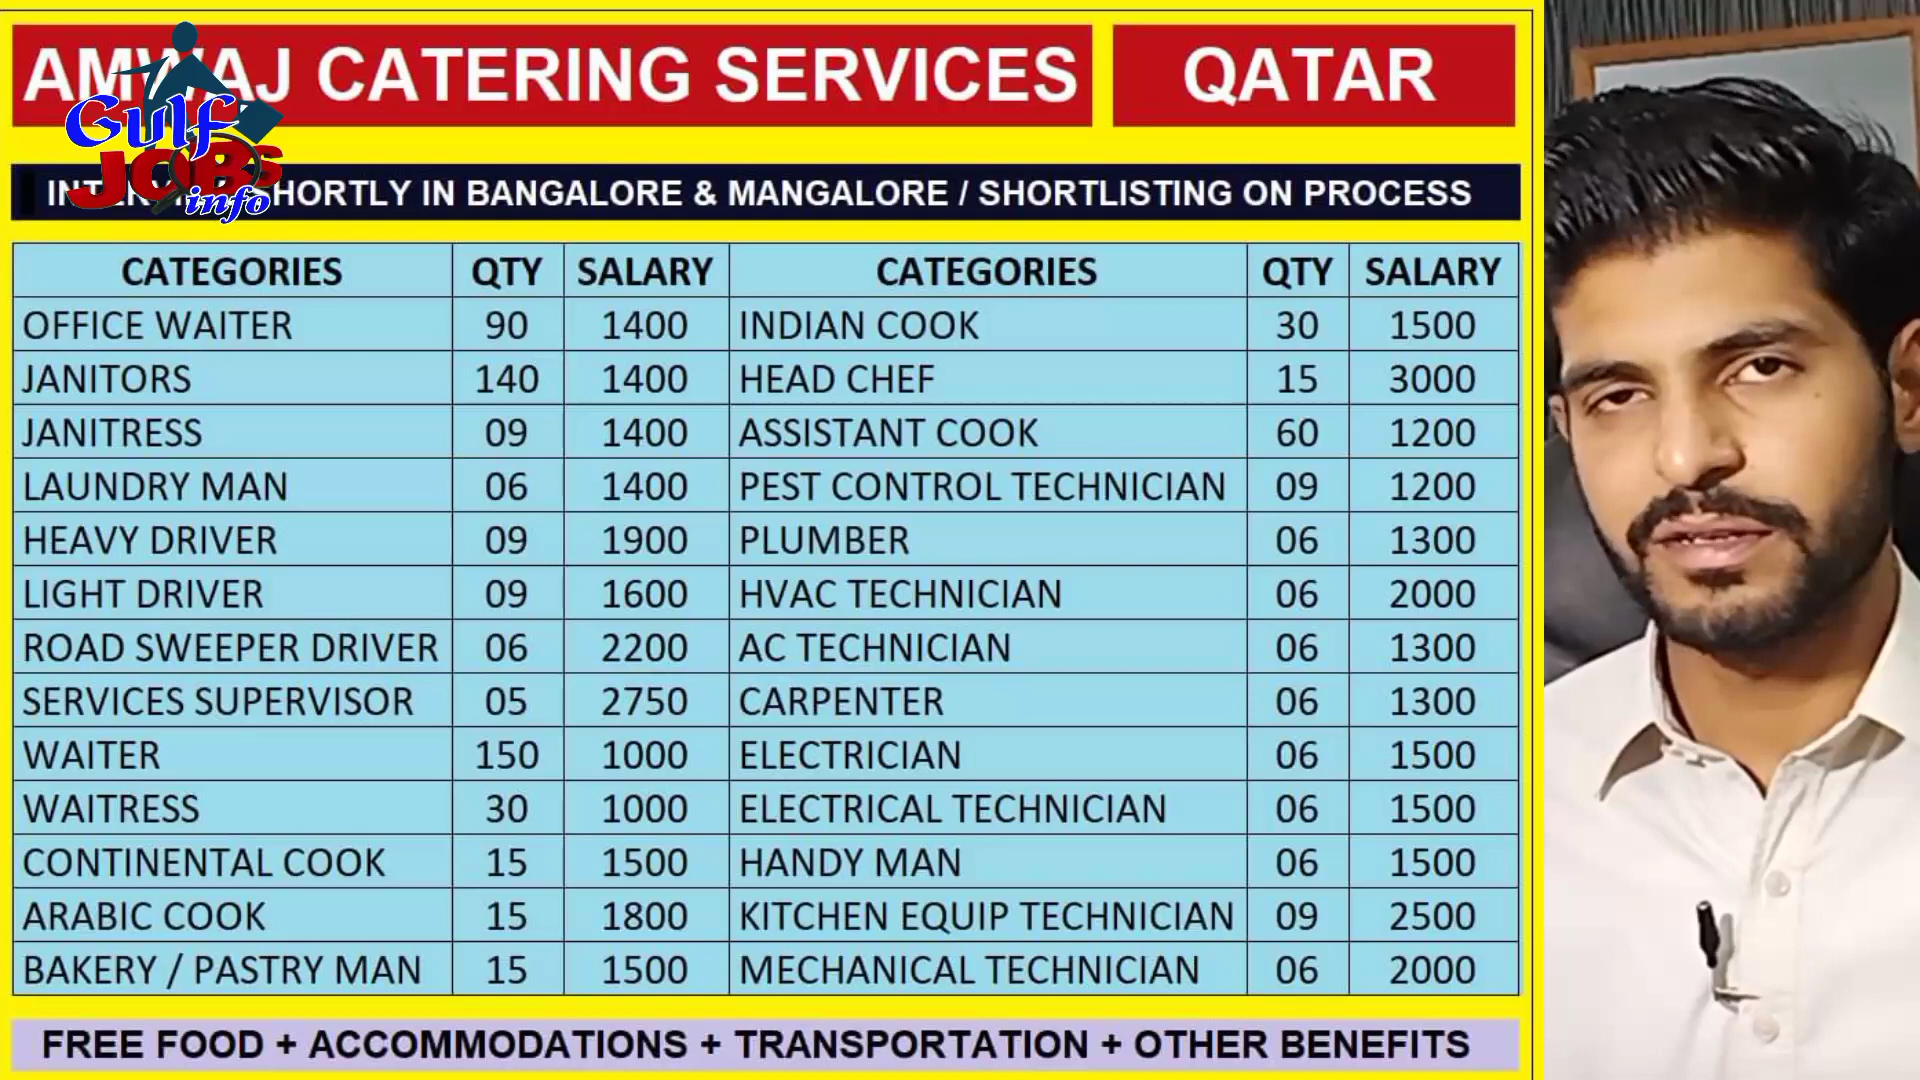 AMWAJ CATERING SERVICES QATAR
Gulf
JOBS
info
SHORTLY IN BANGALORE & MANGALORE / SHORTLISTING ON PROCESS
CATEGORIES QTY SALARY CATEGORIES QTY SALARY
OFFICE WAITER 90 1400 INDIAN COOK 30 1500
JANITORS 140 1400 HEAD CHEF 15 3000
JANITRESS 09 1400 ASSISTANT COOK 60 1200
LAUNDRY MAN 06 1400 PEST CONTROL TECHNICIAN 09 1200
HEAVY DRIVER 09 1900 PLUMBER 06 1300
LIGHT DRIVER 09 1600 HVAC TECHNICIAN 06 2000
ROAD SWEEPER DRIVER 06 2200 AC TECHNICIAN 06 1300
SERVICES SUPERVISOR 05 2750 CARPENTER 06 1300
WAITER 150 1000 ELECTRICIAN 06 1500
WAITRESS 30 1000 ELECTRICAL TECHNICIAN 06 1500
CONTINENTAL COOK 15 1500 HANDY MAN 06 1500
ARABIC COOK 15 1800 KITCHEN EQUIP TECHNICIAN 09 2500
BAKERY / PASTRY MAN 15 1500 MECHANICAL TECHNICIAN 06 2000
FREE FOOD + ACCOMMODATIONS + TRANSPORTATION + OTHER BENEFITS